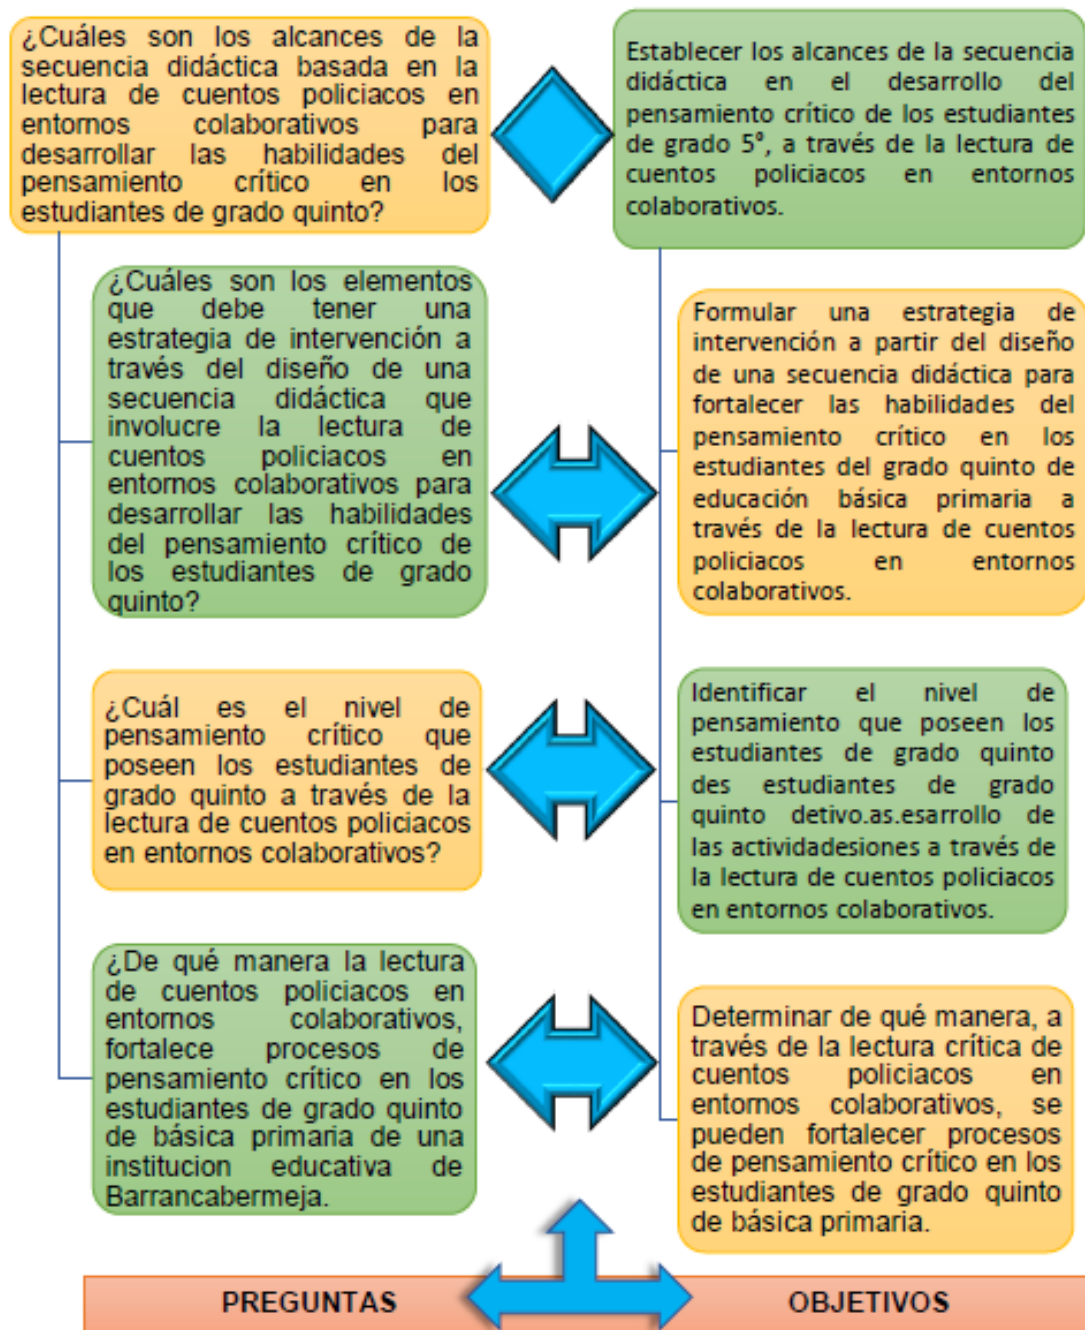 ¿Cuáles son los alcances de la
secuencia didáctica basada en la
lectura de cuentos policiacos en
entornos colaborativos para
desarrollar las habilidades del
pensamiento crítico en los
estudiantes de grado quinto?
Establecer los alcances de la secuencia
didáctica en el desarrollo del
pensamiento crítico de los estudiantes
de grado 5°, a través de la lectura de
cuentos policiacos en entornos
colaborativos.
¿Cuáles son los elementos
que debe tener una
estrategia de intervención a
través del diseño de una
secuencia didáctica que
involucre la lectura de
cuentos policiacos en
entornos colaborativos para
desarrollar las habilidades
del pensamiento crítico de
los estudiantes de grado
quinto?
Formular una estrategia de
intervención a partir del diseño
de una secuencia didáctica para
fortalecer las habilidades del
pensamiento crítico en los
estudiantes del grado quinto de
educación básica primaria a
través de la lectura de cuentos
policiacos en entornos
colaborativos.
¿Cuál es el nivel de
pensamiento crítico que
poseen los estudiantes de
grado quinto a través de la
lectura de cuentos policiacos
en entornos colaborativos?
Identificar el nivel de
pensamiento que poseen los
estudiantes de grado quinto
des estudiantes de grado
quinto detivo.as.esarrollo de
las actividadesiones a través de
la lectura de cuentos policiacos
en entornos colaborativos.
¿De qué manera la lectura
de cuentos policiacos en
entornos colaborativos,
fortalece procesos de
pensamiento crítico en los
estudiantes de grado quinto
de básica primaria de una
institucion educativa de
Barrancabermeja.
Determinar de qué manera, a
través de la lectura crítica de
cuentos policiacos en
entornos colaborativos, se
pueden fortalecer procesos
de pensamiento crítico en los
estudiantes de grado quinto
de básica primaria.
PREGUNTAS
OBJETIVOS